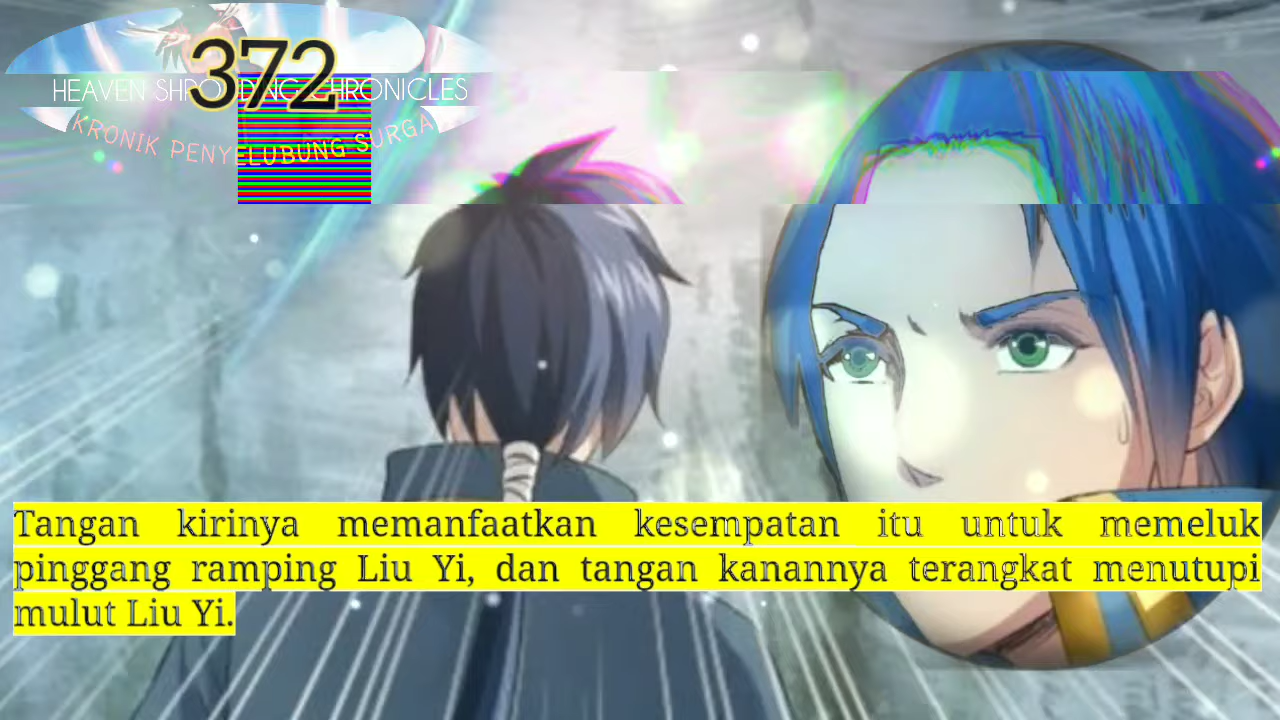 372
HEAVEN SHROUDING CHRONICLES
KRONIK PENYELUBUNG SURGA
Tangan kirinya memanfaatkan kesempatan itu untuk memeluk
pinggang ramping Liu Yi, dan tangan kanannya terangkat menutupi
mulut Liu Yi.